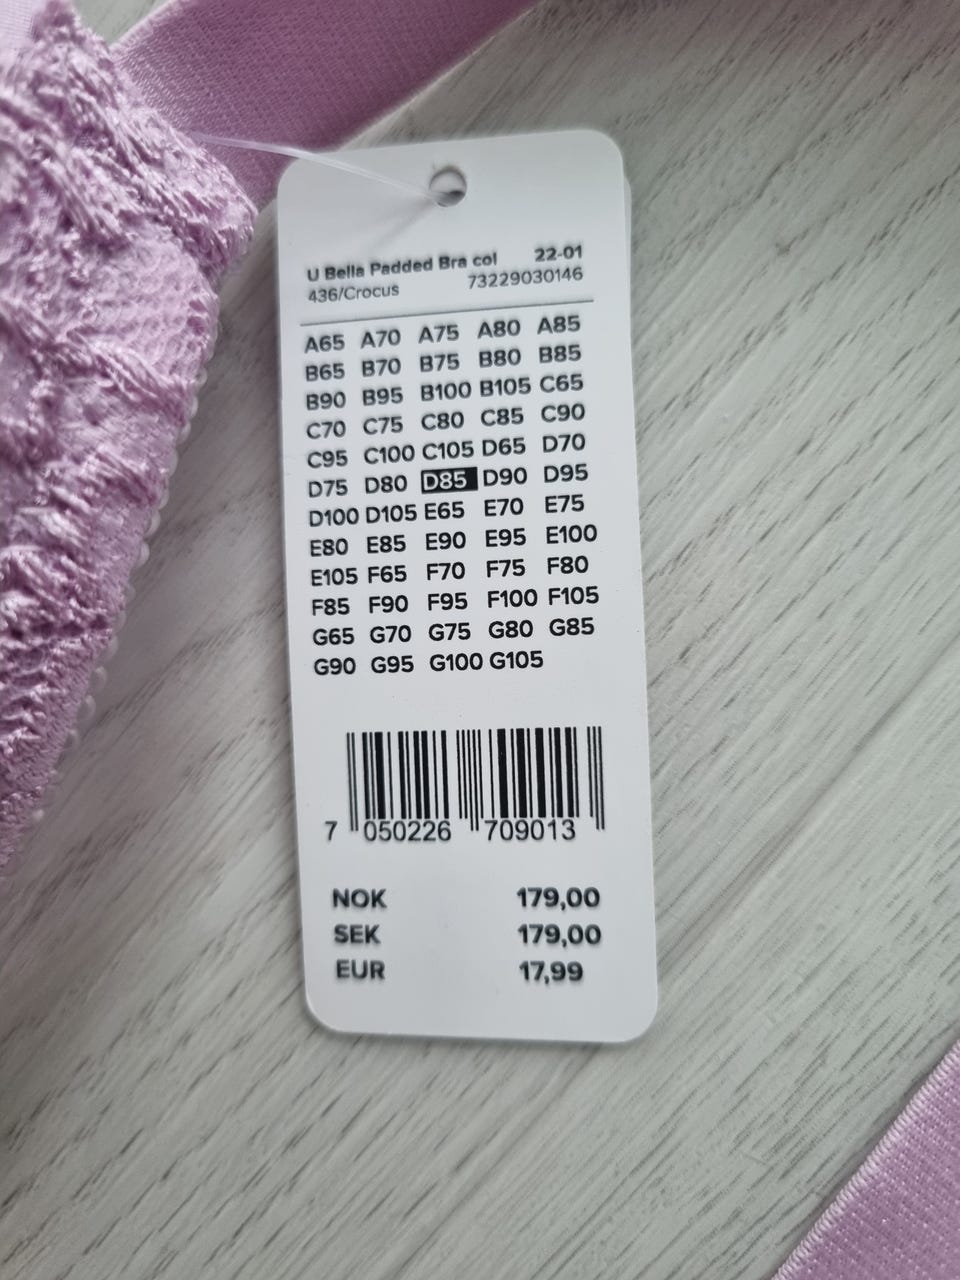 U Bella Padded Bra col 22-01
436/Crocus 73229030146
A65 A70 A75 A80 A85
B65 B70 B75 B80 B85
B90 B95 B100 B105 C65
C70 C75 C80 C85 C90
C95 C100 C105 D65 D70
D75 D80 D85 D90 D95
D100 D105 E65 E70 E75
E80 E85 E90 E95 E100
E105 F65 F70 F75 F80
F85 F90 F95 F100 F105
G65 G70 G75 G80 G85
G90 G95 G100 G105
7 050226 709013
NOK 179,00
SEK 179,00
EUR 17,99